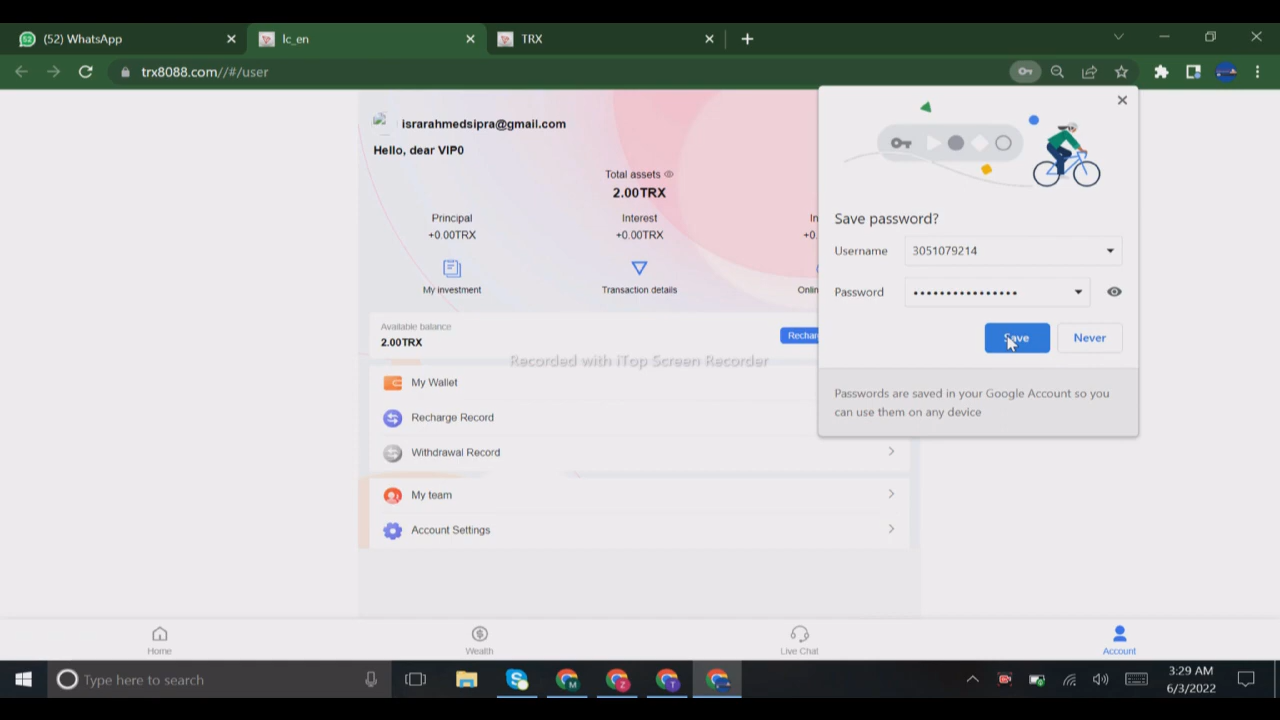 (52) WhatsApp
lc_en
TRX
trx8088.com//#/user
israrahmedsipra@gmail.com
Hello, dear VIP0
Total assets
2.00TRX
Principal
Interest
In
+0.00TRX
+0.00TRX
+0.
My investment
Transaction details
Onlin
Available balance
2.00TRX
Rechar
Recorded with iTop Screen Recorder
My Wallet
Recharge Record
Withdrawal Record
My team
Account Settings
Save password?
Username
3051079214
Password
••••••••••••••••
Save
Never
Passwords are saved in your Google Account so you
can use them on any device
Home
Wealth
Live Chat
Account
Type here to search
3:29 AM
6/3/2022